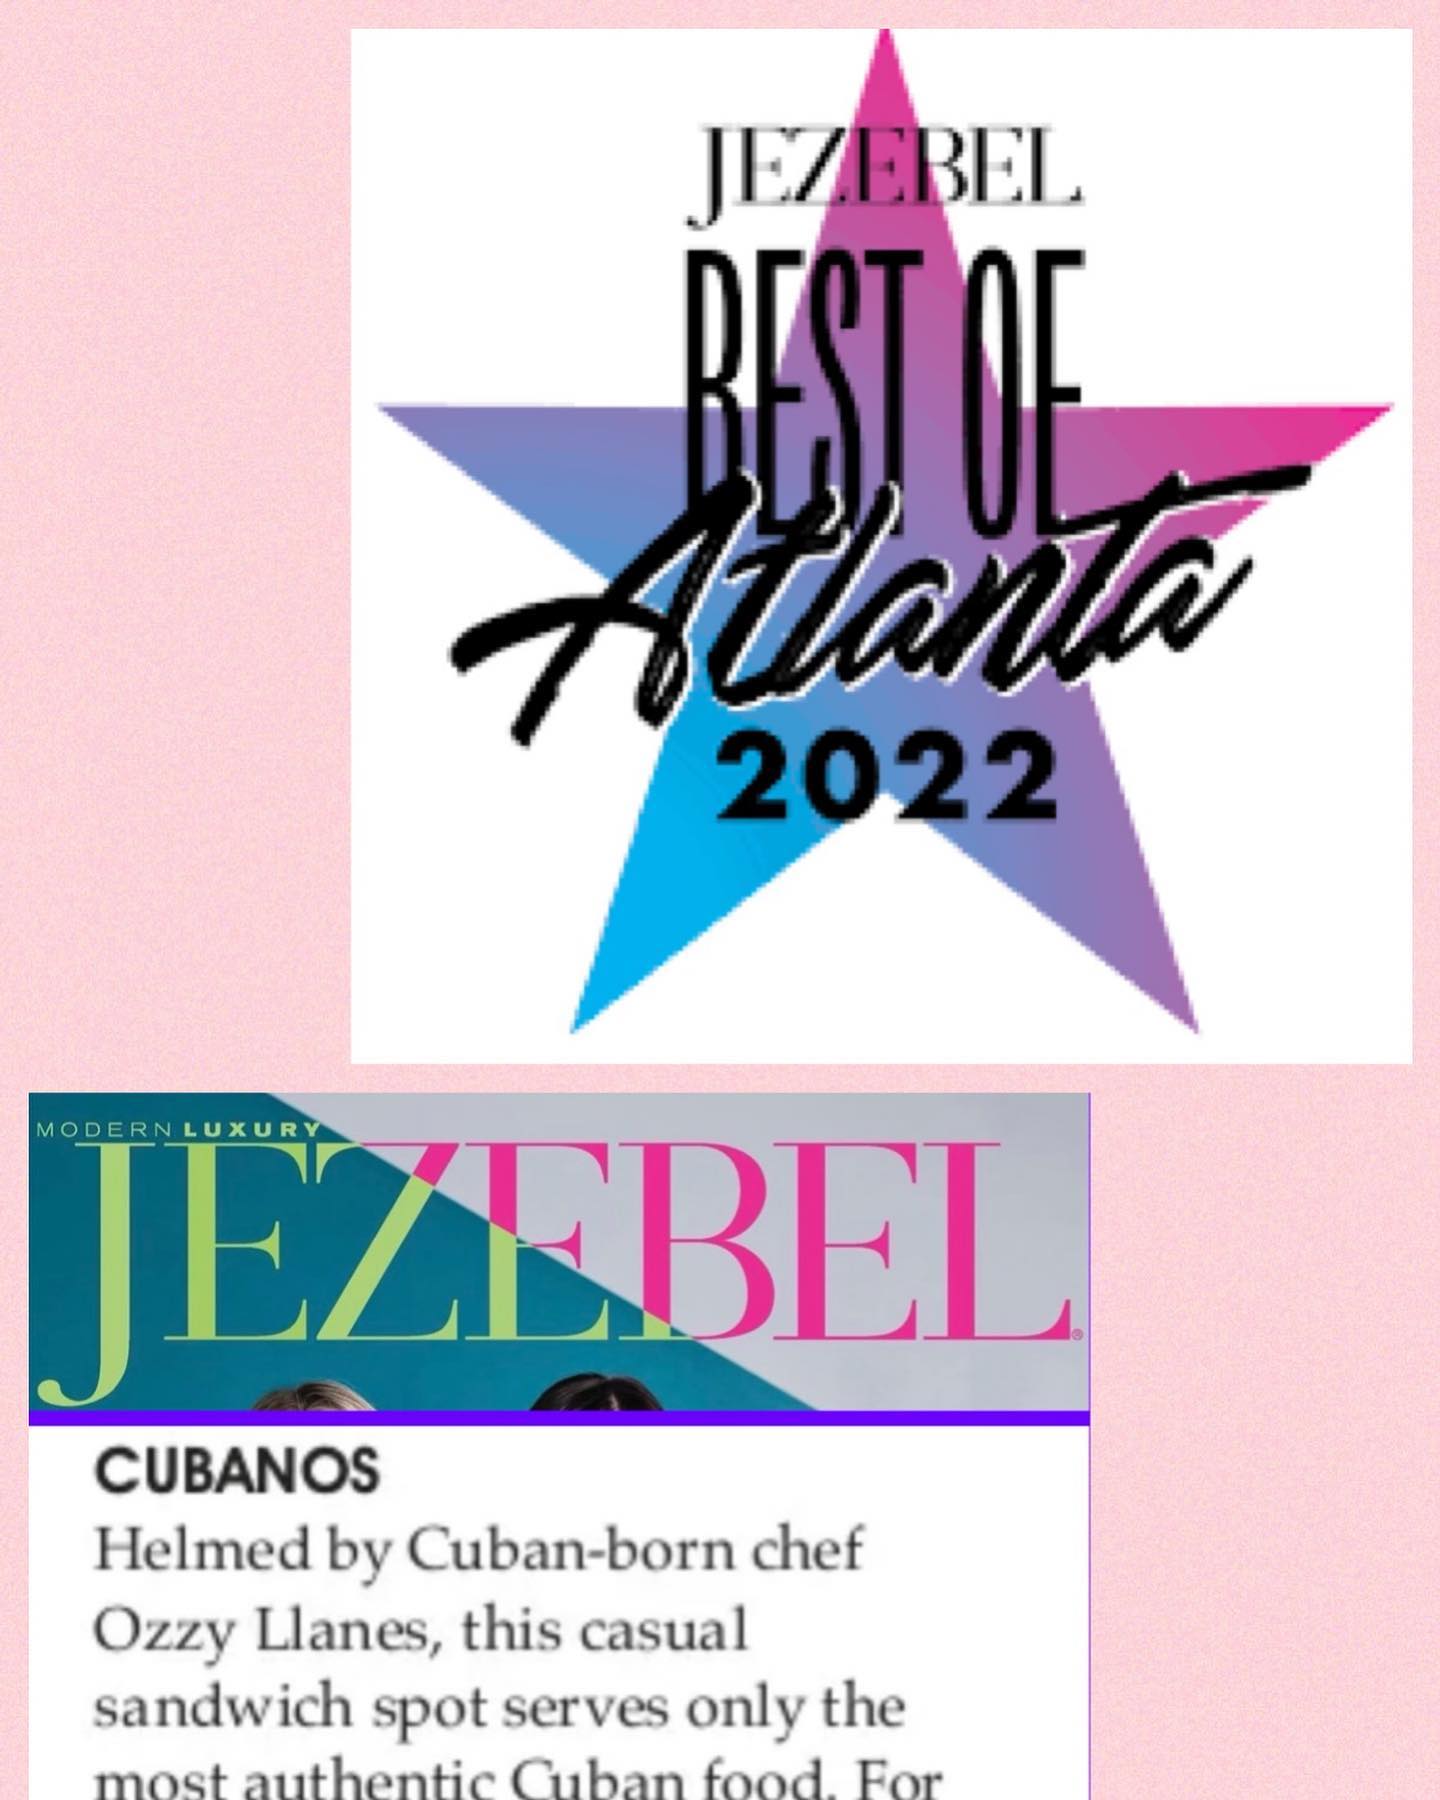 JEZEBEL
BEST OF
Atlanta
2022
MODERN LUXURY
JEZEBEL®
CUBANOS
Helmed by Cuban-born chef
Ozzy Llanes, this casual
sandwich spot serves only the
most authentic Cuban food. For